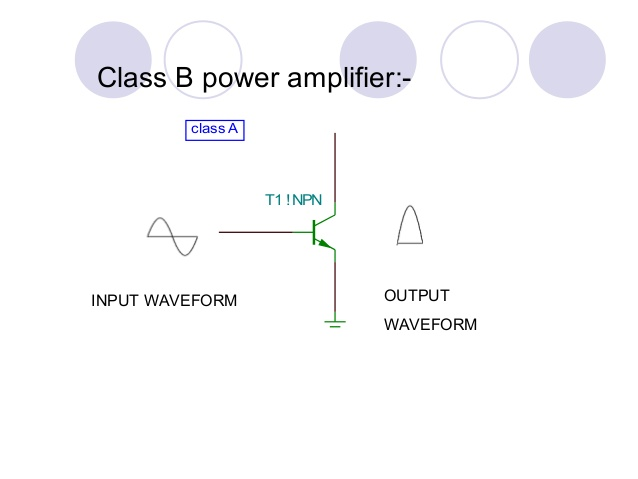 Class B power amplifier:-
class A
T1 !NPN
INPUT WAVEFORM
OUTPUT
WAVEFORM